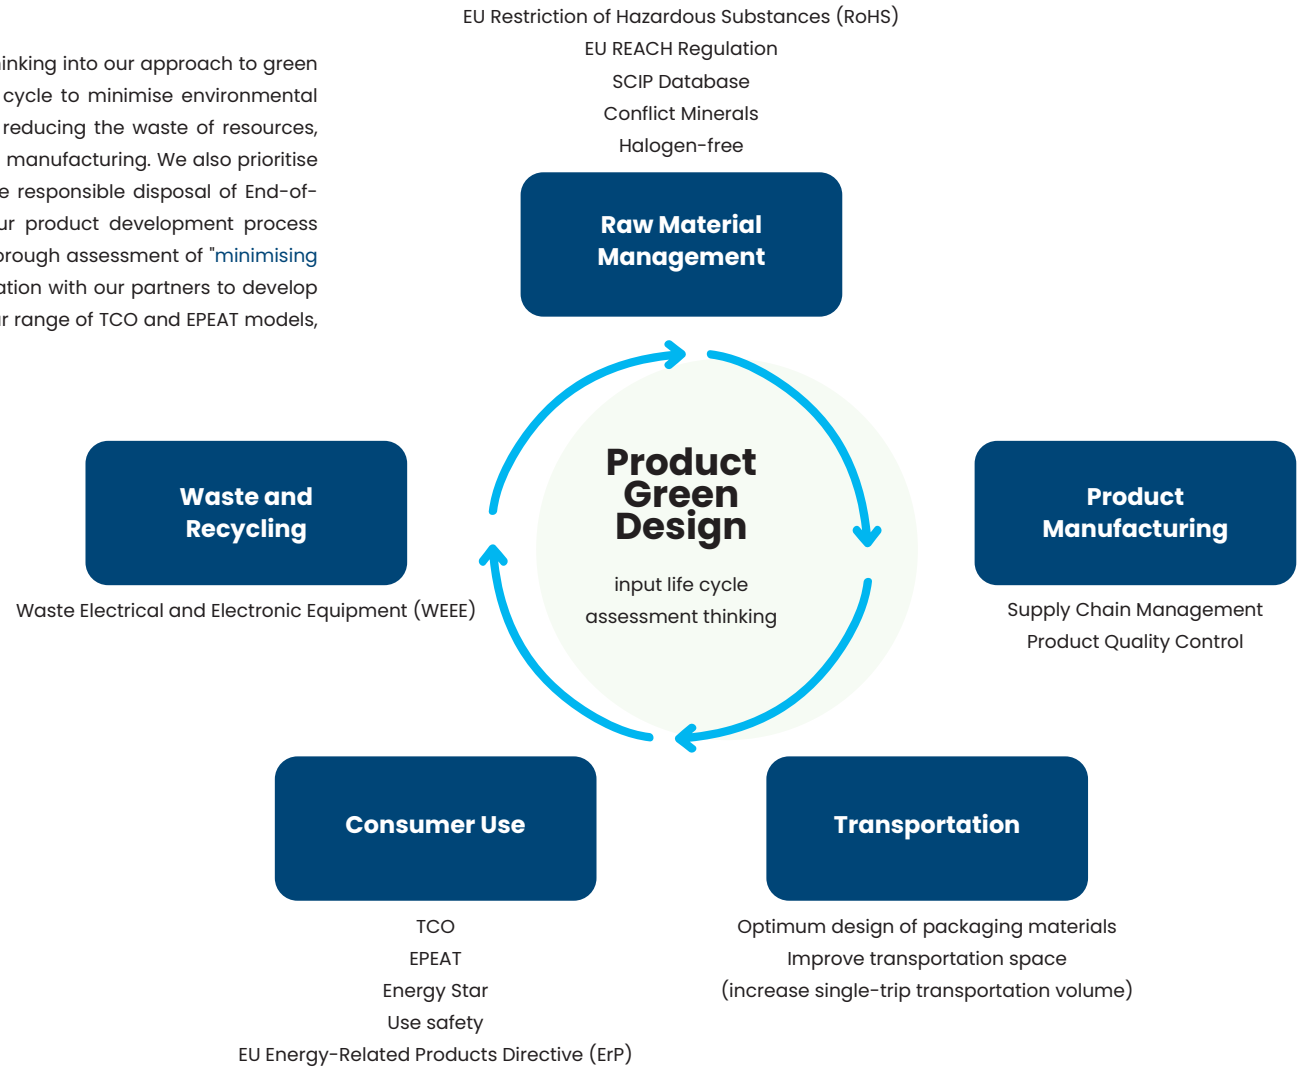 EU Restriction of Hazardous Substances (RoHS)
EU REACH Regulation
SCIP Database
Conflict Minerals
Halogen-free
into our approach to green
cycle to minimise environmental
reducing the waste of resources,
manufacturing. We also prioritise
responsible disposal of End-of-
product development process
assessment of "minimising
with our partners to develop
range of TCO and EPEAT models,
Raw Material
Management
Product
Green
Design
input life cycle
assessment thinking
Waste and
Recycling
Waste Electrical and Electronic Equipment (WEEE)
Product
Manufacturing
Supply Chain Management
Product Quality Control
Consumer Use
TCO
EPEAT
Energy Star
Use safety
EU Energy-Related Products Directive (ErP)
Transportation
Optimum design of packaging materials
Improve transportation space
(increase single-trip transportation volume)